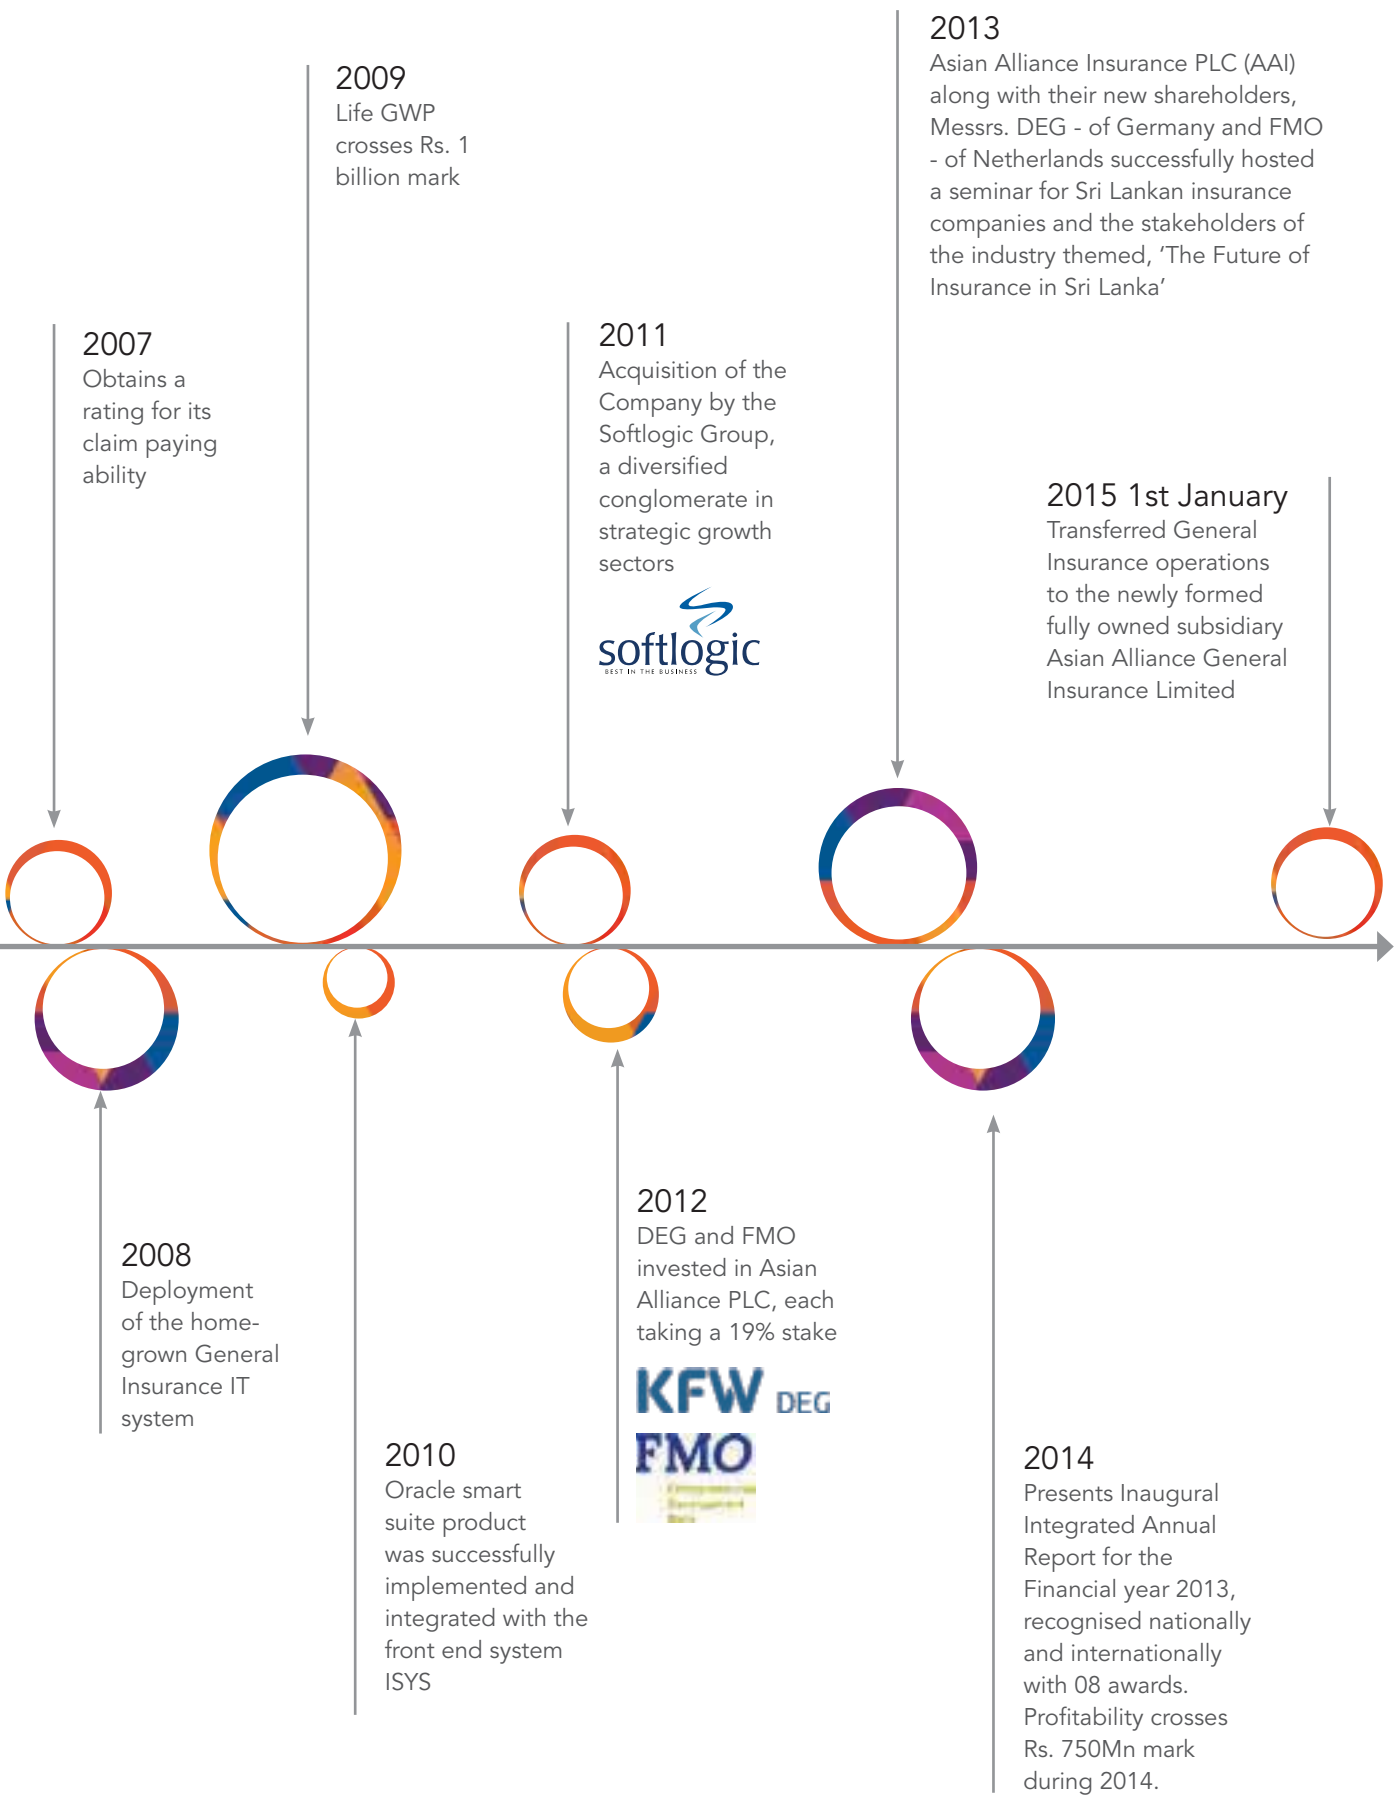 2007
Obtains a
rating for its
claim paying
ability
2008
Deployment
of the home-
grown General
Insurance IT
system
2009
Life GWP
crosses Rs. 1
billion mark
2010
Oracle smart
suite product
was successfully
implemented and
integrated with the
front end system
ISYS
2011
Acquisition of the
Company by the
Softlogic Group,
a diversified
conglomerate in
strategic growth
sectors
softlogic
BEST IN THE BUSINESS
2012
DEG and FMO
invested in Asian
Alliance PLC, each
taking a 19% stake
KFW DEG
FMO
2013
Asian Alliance Insurance PLC (AAI)
along with their new shareholders,
Messrs. DEG - of Germany and FMO
- of Netherlands successfully hosted
a seminar for Sri Lankan insurance
companies and the stakeholders of
the industry themed, ‘The Future of
Insurance in Sri Lanka’
2014
Presents Inaugural
Integrated Annual
Report for the
Financial year 2013,
recognised nationally
and internationally
with 08 awards.
Profitability crosses
Rs. 750Mn mark
during 2014.
2015 1st January
Transferred General
Insurance operations
to the newly formed
fully owned subsidiary
Asian Alliance General
Insurance Limited